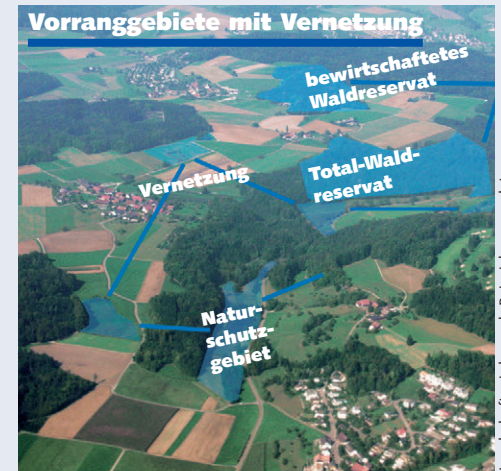 Vorranggebiete mit Vernetzung
bewirtschaftetes
Waldreservat
Total-Wald-
reservat
Vernetzung
Natur-
schutz-
gebiet